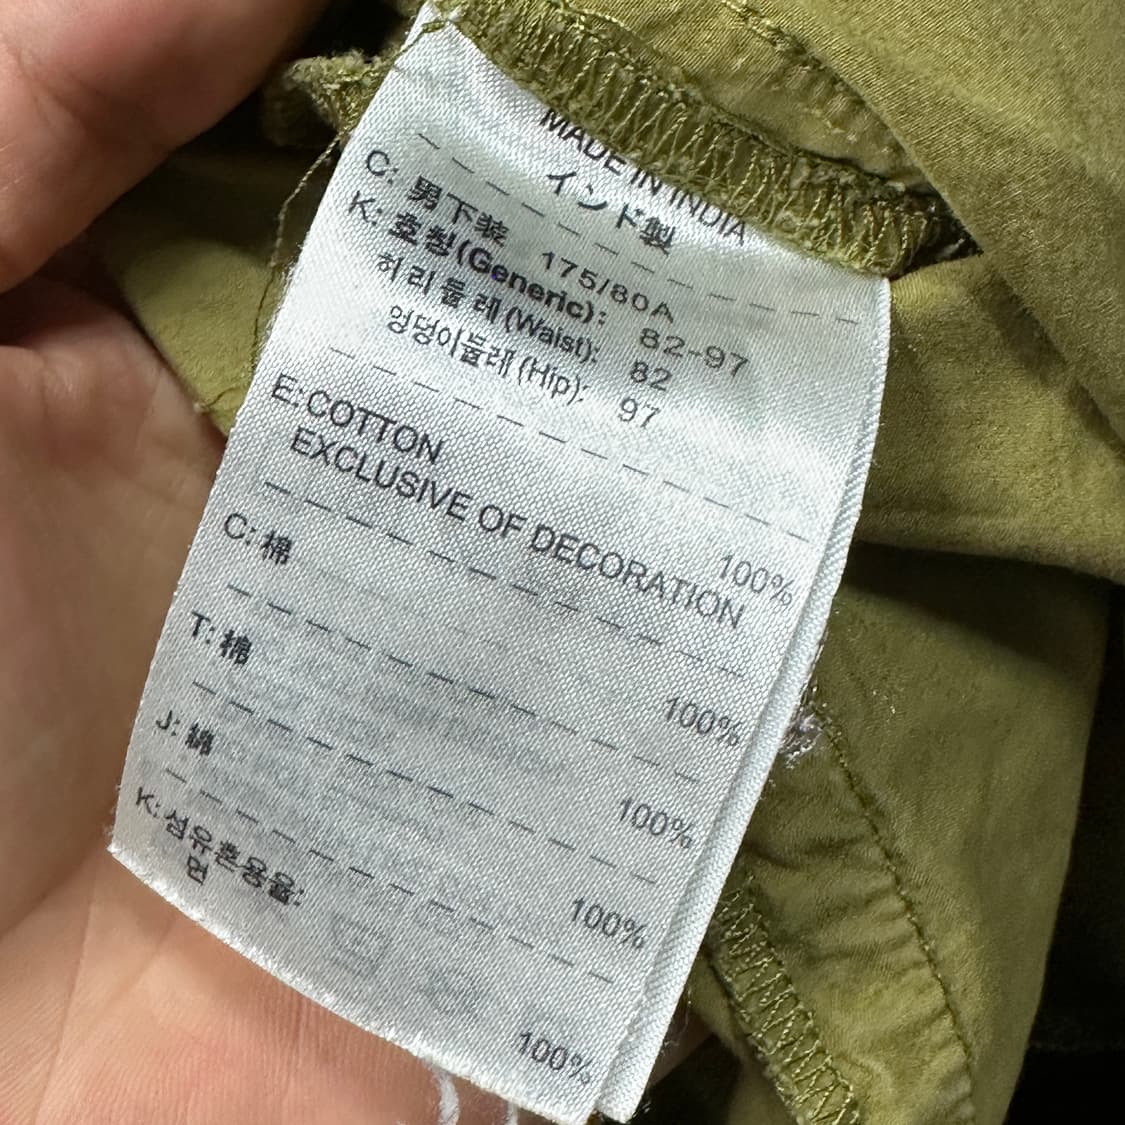 MADE IN INDIA
インド製
C: 男下装 175/80A
K: 호칭(Generic): 82-97
허리둘레(Waist): 82
엉덩이둘레(Hip): 97
E: COTTON 100%
EXCLUSIVE OF DECORATION
C: 棉 100%
T: 棉 100%
J: 綿 100%
K: 섬유혼용율:
면 100%